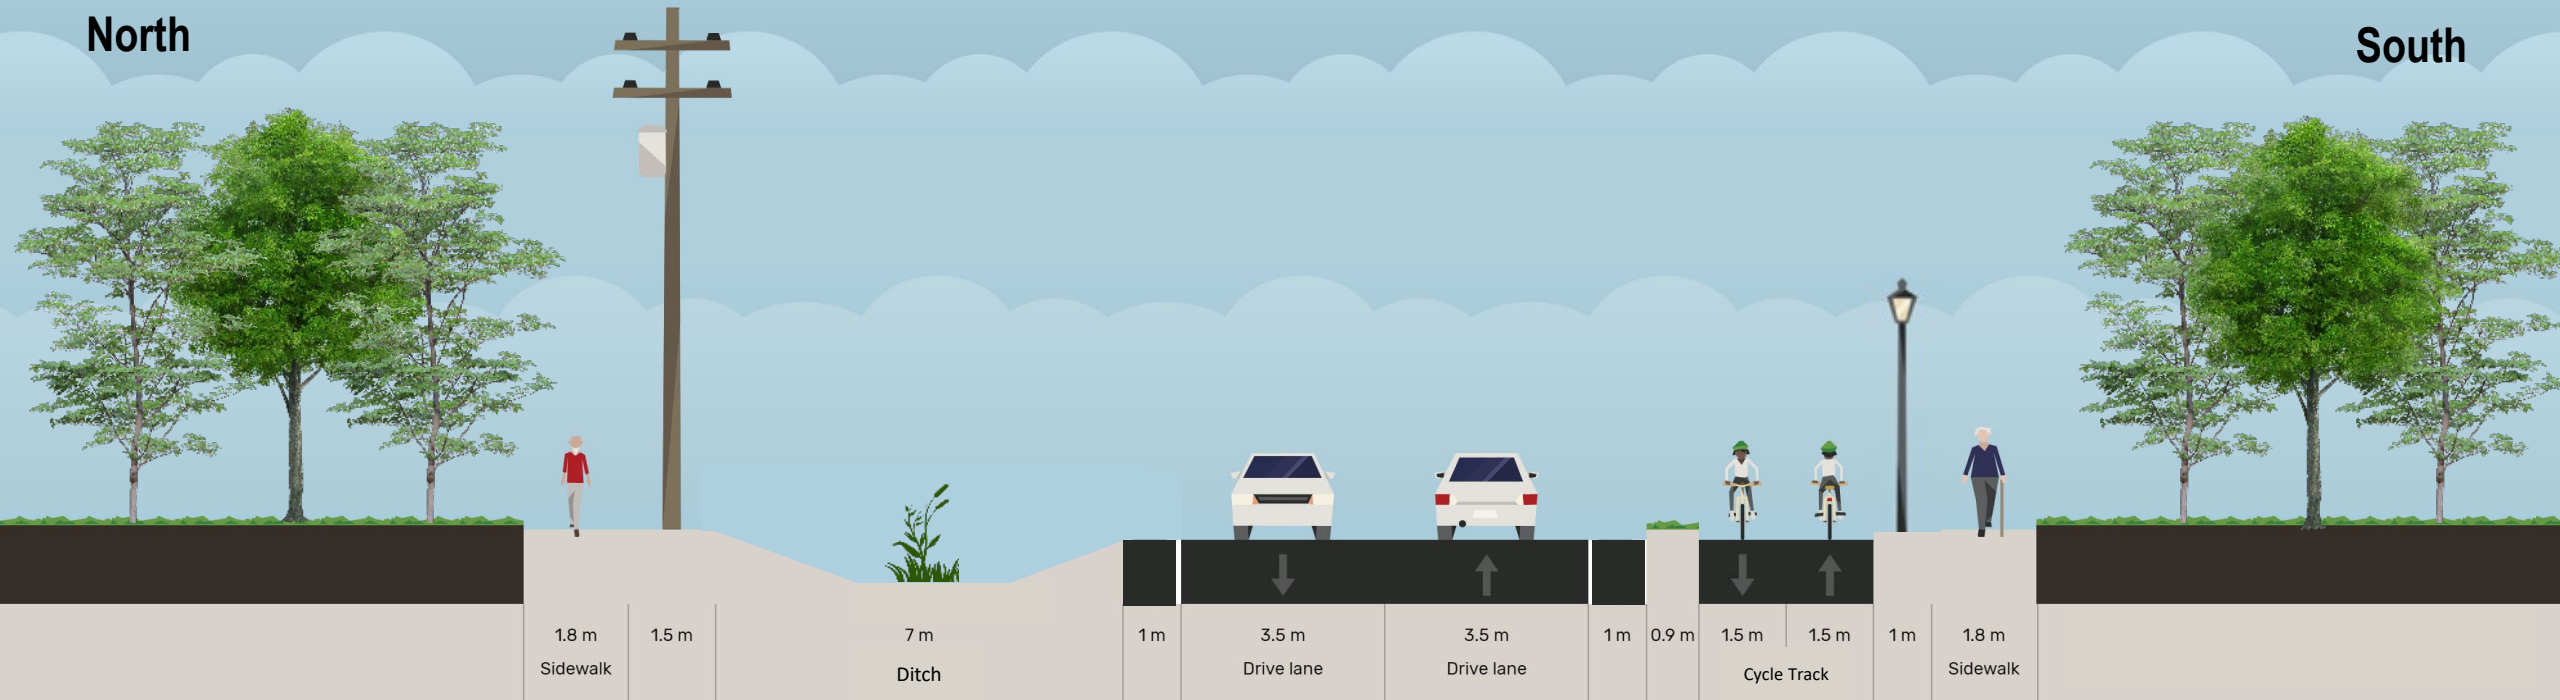 North
South
1.8 m
1.5 m
7 m
1 m
3.5 m
3.5 m
1 m
0.9 m
1.5 m
1.5 m
1 m
1.8 m
Sidewalk
Ditch
Drive lane
Drive lane
Cycle Track
Sidewalk